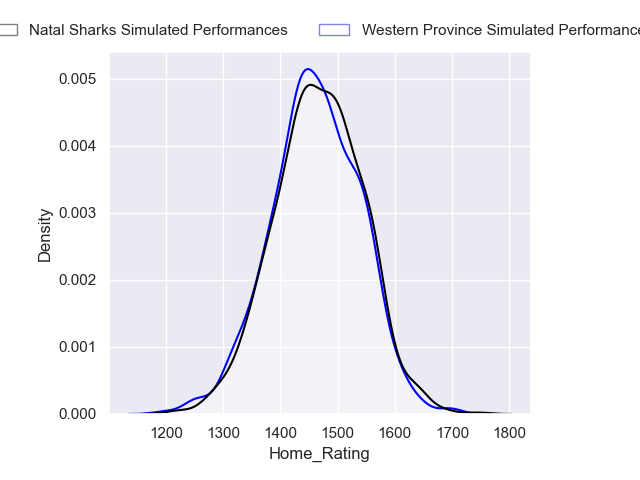 Natal Sharks Simulated Performances
Western Province Simulated Performance
0.005
0.004
0.003
0.002
0.001
0.000
Density
1200 1300 1400 1500 1600 1700 1800
Home_Rating